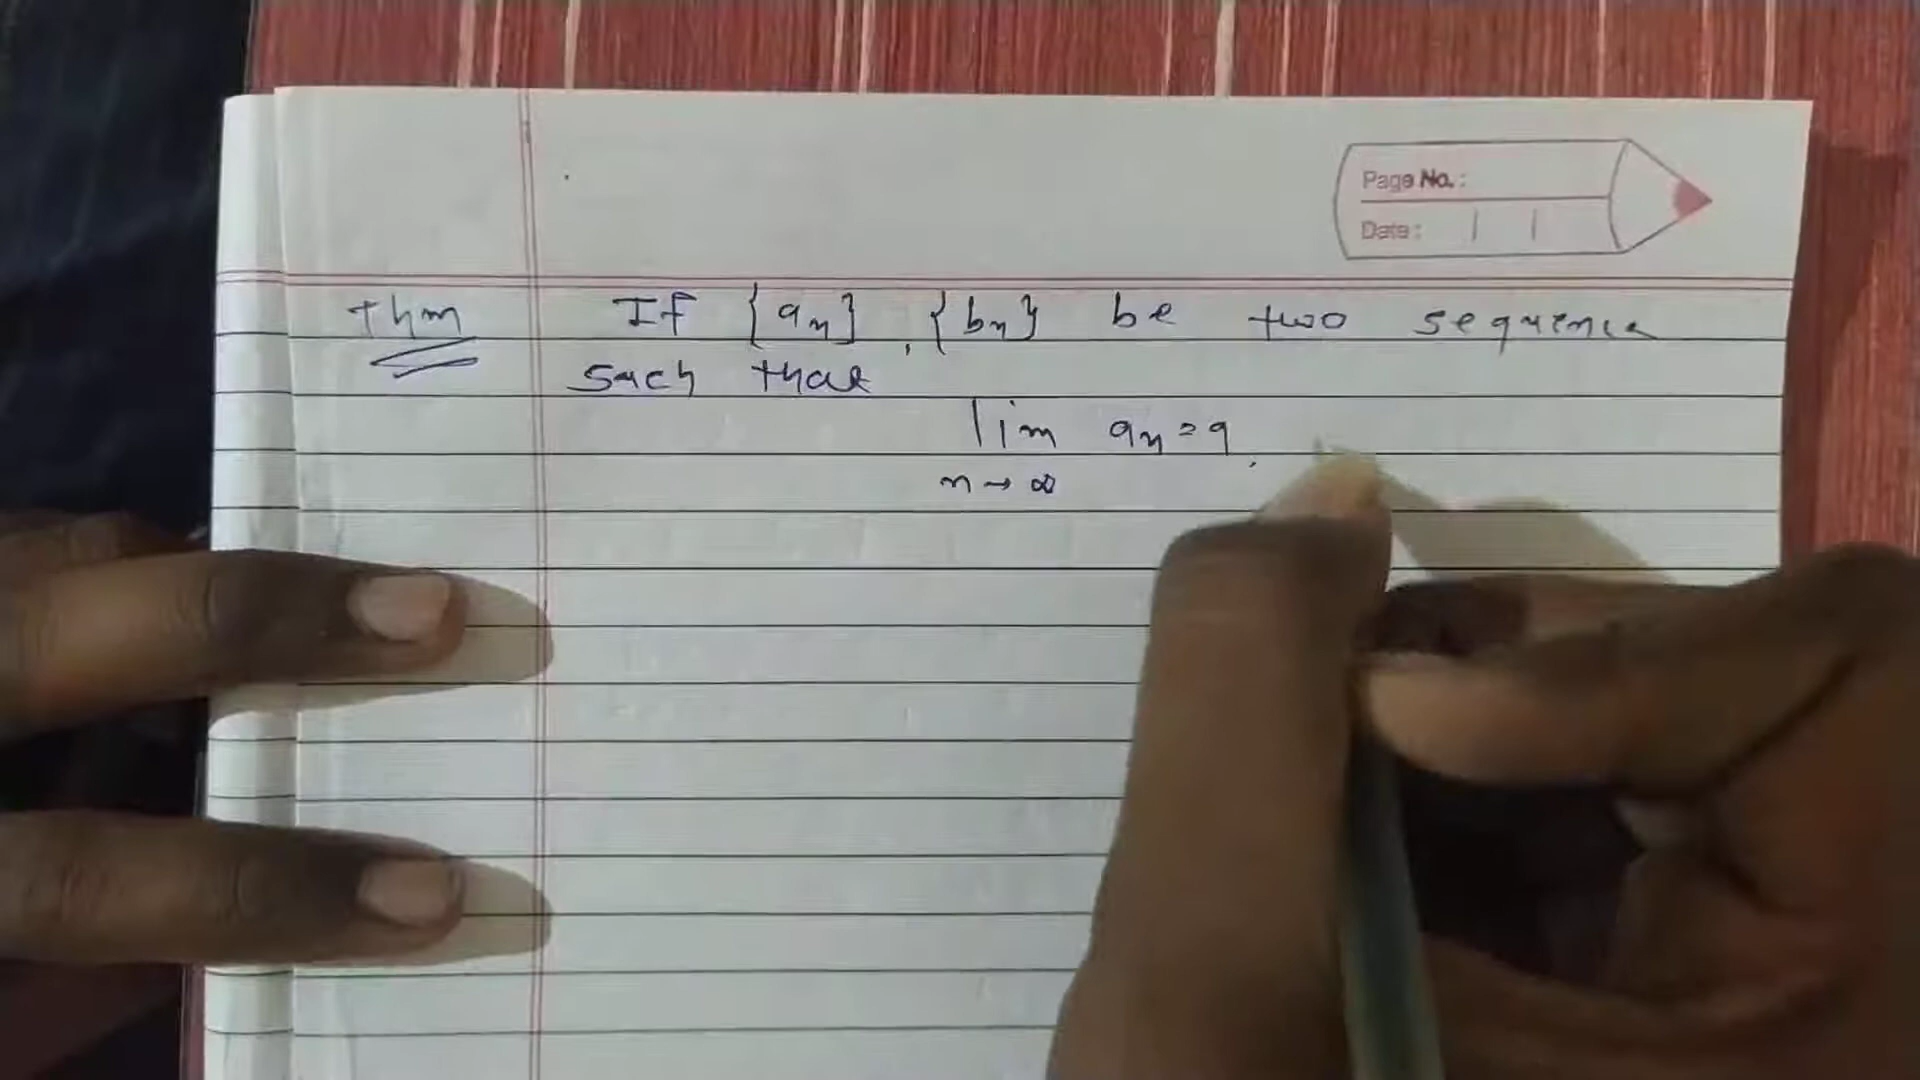 Page No. :
Date :
Thm If {an}, {bn} be two sequence
such that
lim an = a,
n → ∞